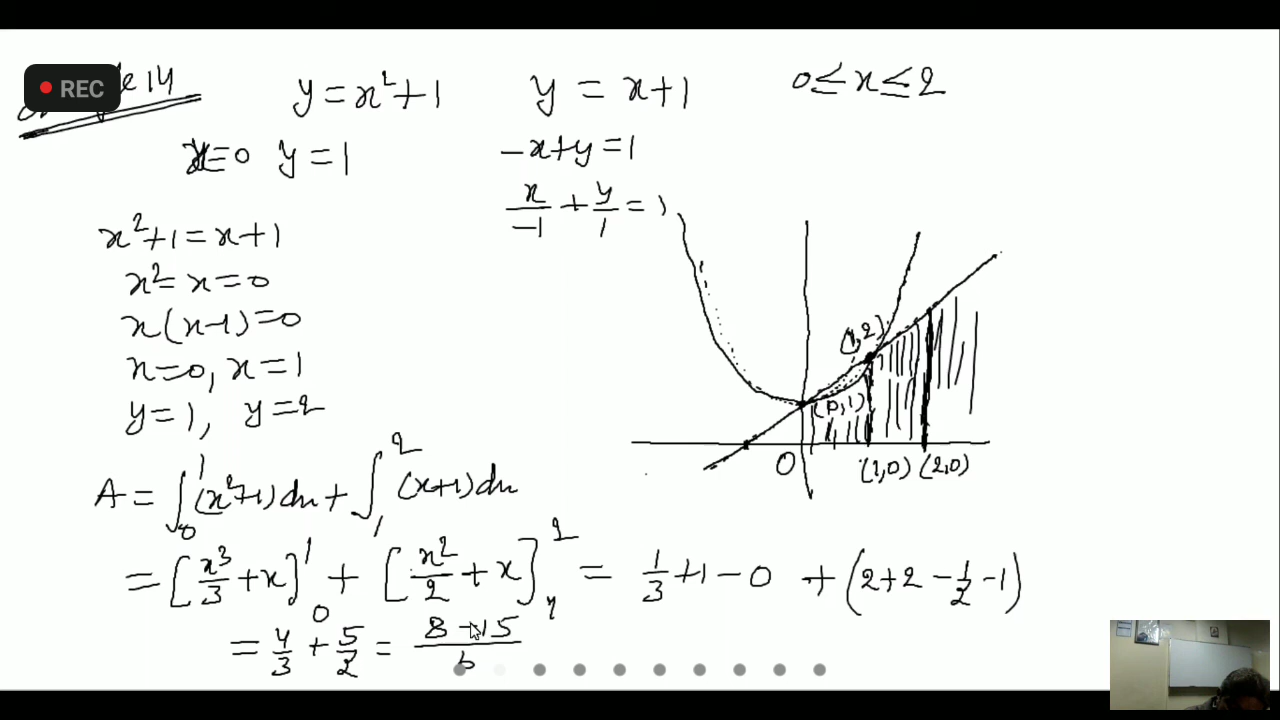 REC
le 14
y = x² + 1 y = x + 1 0 ≤ x ≤ 2
x = 0 y = 1 -x + y = 1
x/-1 + y/1 = 1
x² + 1 = x + 1
x² - x = 0
x(x-1) = 0
x = 0, x = 1
y = 1, y = 2
(1,2)
(0,1)
O (1,0) (2,0)
A = ∫₀¹ (x²+1) dx + ∫₁² (x+1) dx
= [x³/3 + x]₀¹ + [x²/2 + x]₁² = 1/3 + 1 - 0 + (2 + 2 - 1/2 - 1)
= 4/3 + 5/2 = (8 + 15)/6